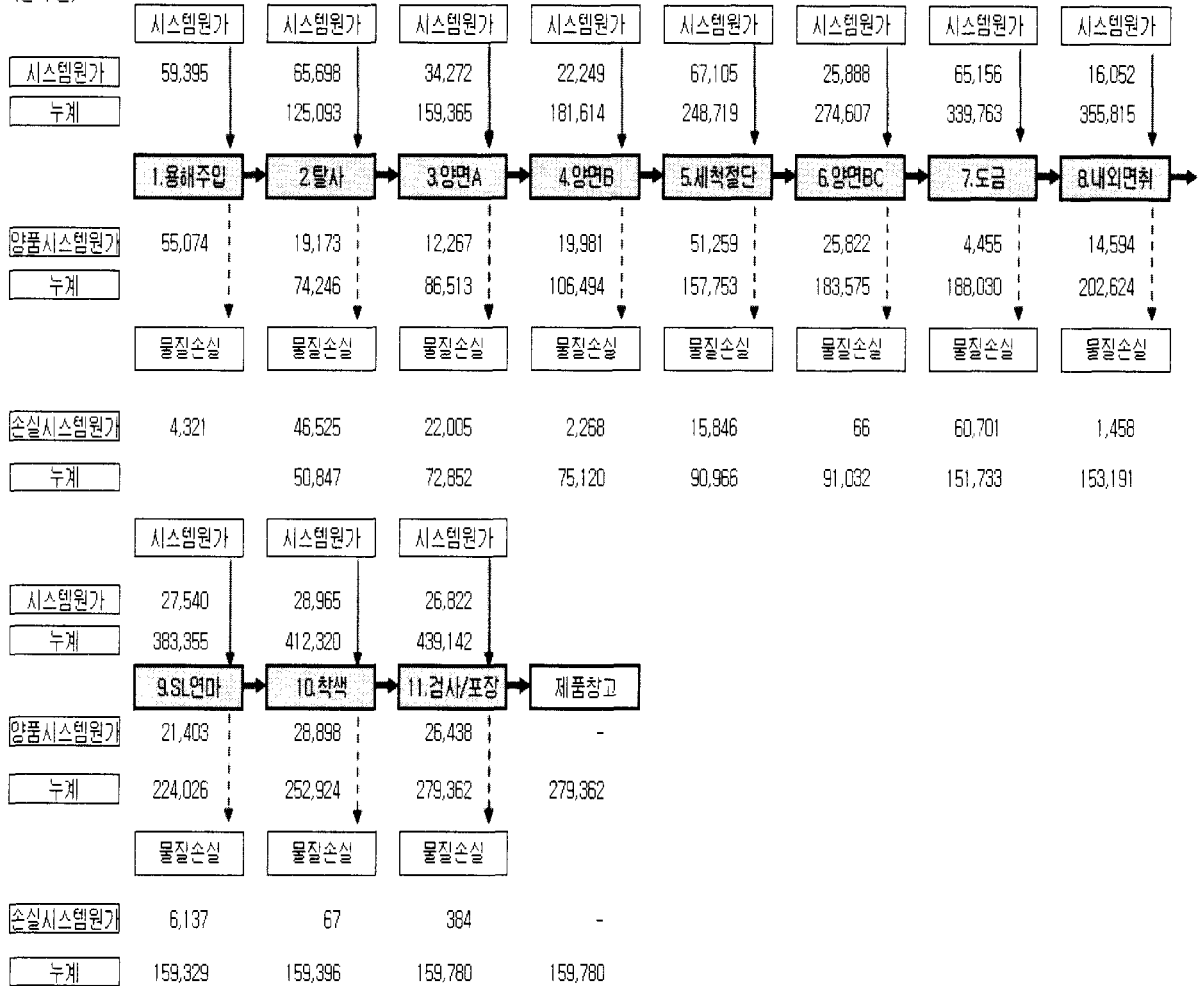 시스템원가 시스템원가 시스템원가 시스템원가 시스템원가 시스템원가 시스템원가 시스템원가
시스템원가 59,395 65,698 34,272 22,249 67,105 25,888 65,156 16,052
누계 125,093 159,365 181,614 248,719 274,607 339,763 355,815
1.용해주입 2.탈사 3.양면A 4.양면B 5.세척절단 6.양면BC 7.도금 8.내외면취
양품시스템원가 55,074 19,173 12,267 19,981 51,259 25,822 4,455 14,594
누계 74,246 86,513 106,494 157,753 183,575 188,030 202,624
물질손실 물질손실 물질손실 물질손실 물질손실 물질손실 물질손실 물질손실
손실시스템원가 4,321 46,525 22,005 2,268 15,846 66 60,701 1,458
누계 50,847 72,852 75,120 90,966 91,032 151,733 153,191
시스템원가 시스템원가 시스템원가
시스템원가 27,540 28,965 26,822
누계 383,355 412,320 439,142
9.SL연마 10.착색 11.검사/포장 제품창고
양품시스템원가 21,403 28,898 26,438 -
누계 224,026 252,924 279,362 279,362
물질손실 물질손실 물질손실
손실시스템원가 6,137 67 384 -
누계 159,329 159,396 159,780 159,780